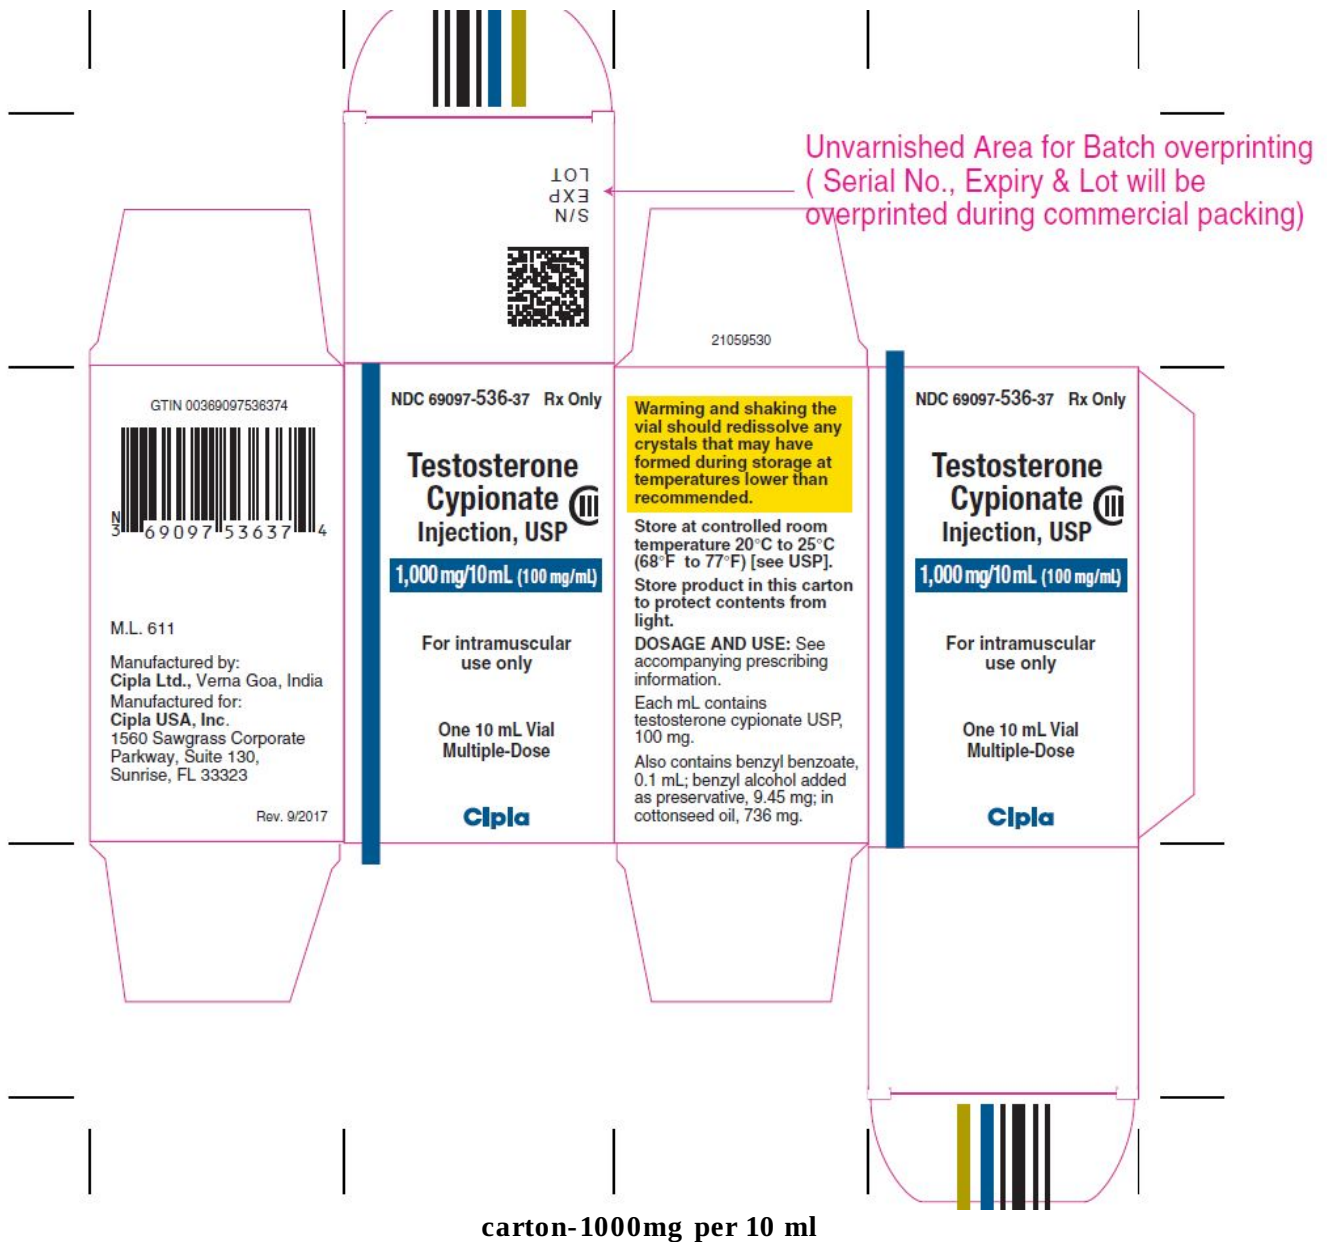 Unvarnished Area for Batch overprinting
( Serial No., Expiry & Lot will be
overprinted during commercial packing)
S/N
EXP
LOT
21059530
GTIN 00369097536374
N
3 69097 53637 4
M.L. 611
Manufactured by:
Cipla Ltd., Verna Goa, India
Manufactured for:
Cipla USA, Inc.
1560 Sawgrass Corporate
Parkway, Suite 130,
Sunrise, FL 33323
Rev. 9/2017
NDC 69097-536-37 Rx Only
Testosterone
Cypionate CIII
Injection, USP
1,000 mg/10mL (100 mg/mL)
For intramuscular
use only
One 10 mL Vial
Multiple-Dose
Cipla
Warming and shaking the
vial should redissolve any
crystals that may have
formed during storage at
temperatures lower than
recommended.
Store at controlled room
temperature 20°C to 25°C
(68°F to 77°F) [see USP].
Store product in this carton
to protect contents from
light.
DOSAGE AND USE: See
accompanying prescribing
information.
Each mL contains
testosterone cypionate USP,
100 mg.
Also contains benzyl benzoate,
0.1 mL; benzyl alcohol added
as preservative, 9.45 mg; in
cottonseed oil, 736 mg.
NDC 69097-536-37 Rx Only
Testosterone
Cypionate CIII
Injection, USP
1,000 mg/10mL (100 mg/mL)
For intramuscular
use only
One 10 mL Vial
Multiple-Dose
Cipla
carton-1000mg per 10 ml